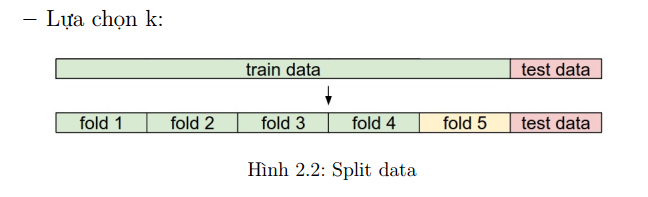 – Lựa chọn k:
train data test data
fold 1 fold 2 fold 3 fold 4 fold 5 test data
Hình 2.2: Split data